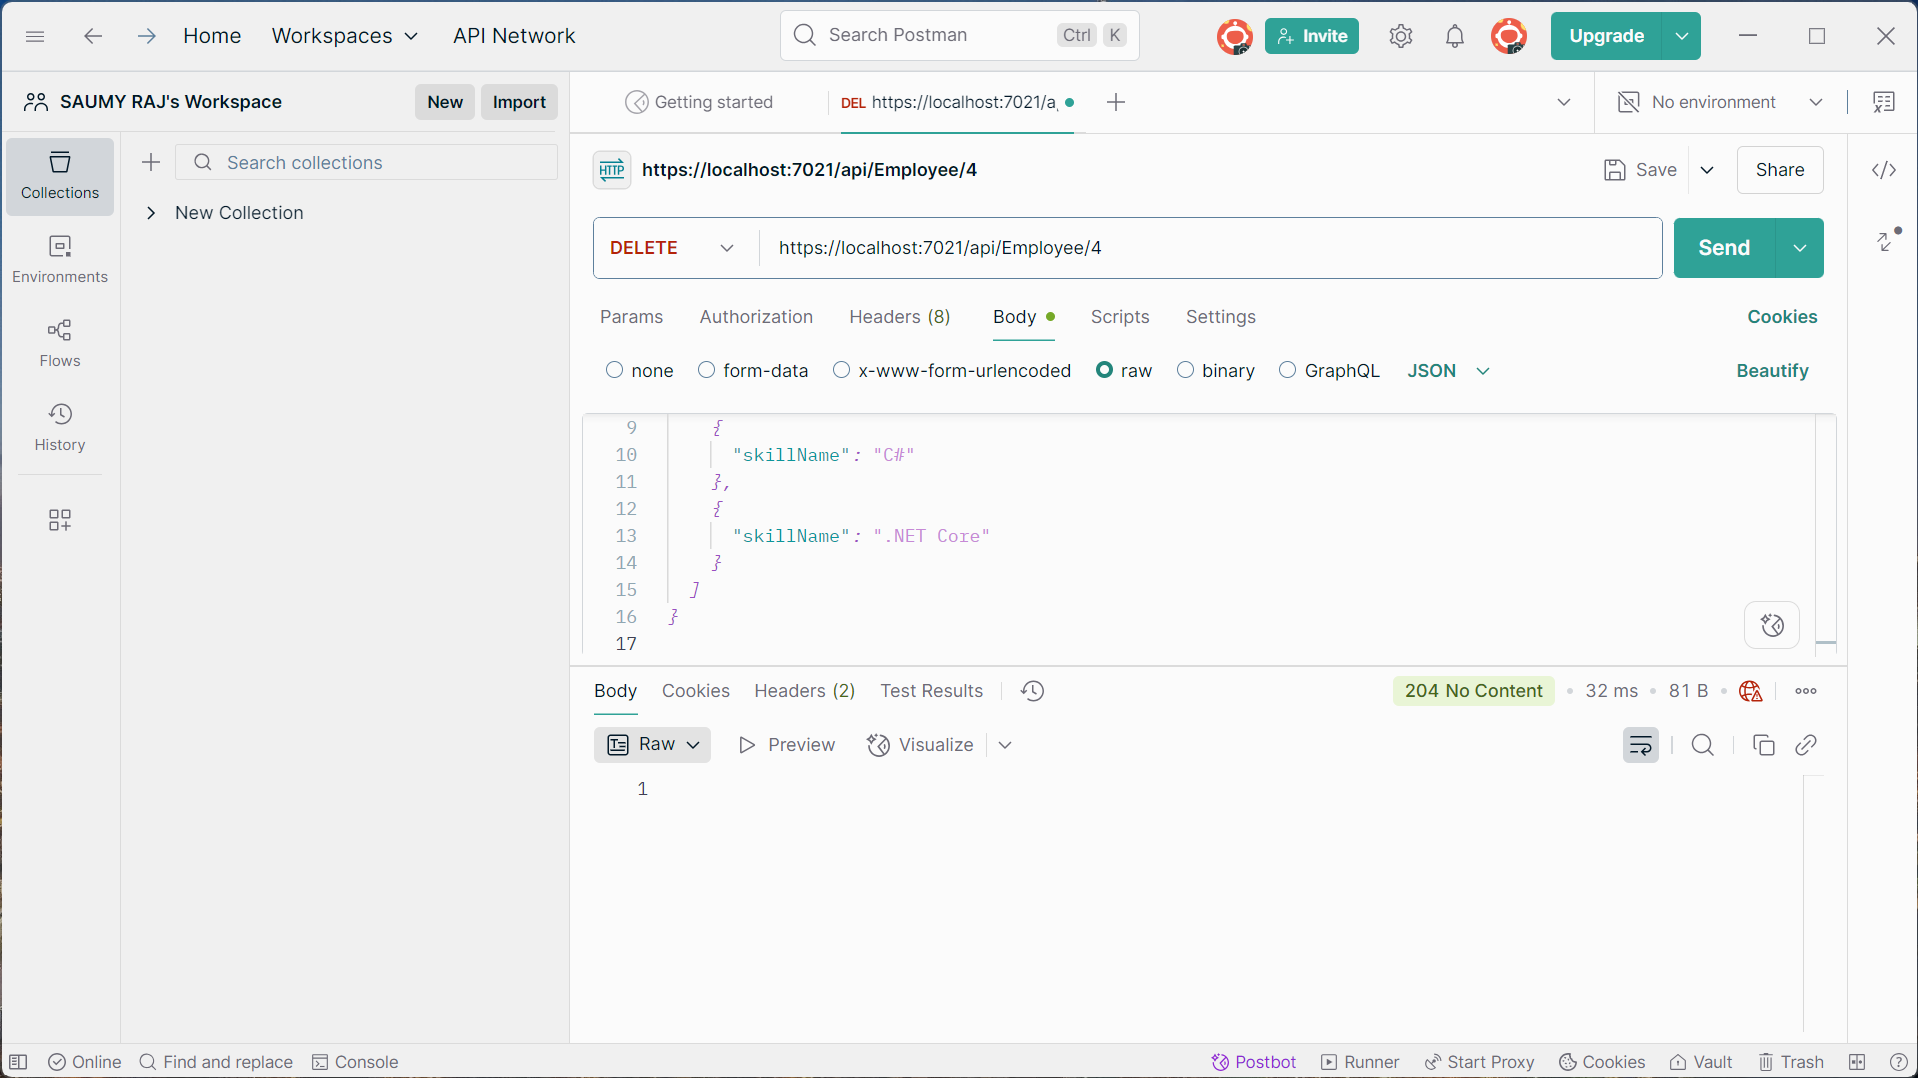 Home Workspaces API Network Search Postman Ctrl K Invite Upgrade
SAUMY RAJ's Workspace New Import Getting started DEL https://localhost:7021/a No environment
Collections
Search collections
New Collection
Environments
Flows
History
HTTP https://localhost:7021/api/Employee/4 Save Share
DELETE https://localhost:7021/api/Employee/4 Send
Params Authorization Headers (8) Body Scripts Settings Cookies
none form-data x-www-form-urlencoded raw binary GraphQL JSON Beautify
9 {
10 "skillName": "C#"
11 },
12 {
13 "skillName": ".NET Core"
14 }
15 ]
16 }
17
Body Cookies Headers (2) Test Results 204 No Content 32 ms 81 B
Raw Preview Visualize
1
Online Find and replace Console Postbot Runner Start Proxy Cookies Vault Trash